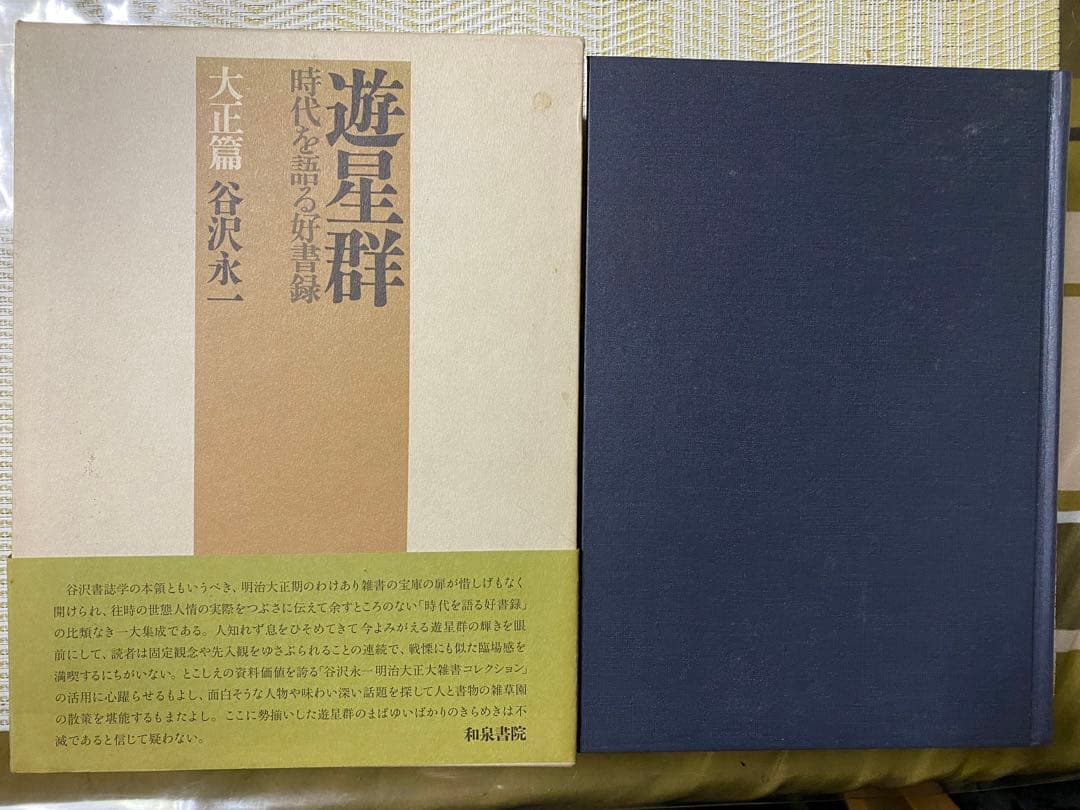 遊星群
時代を語る好書録
大正篇 谷沢永一
谷沢書誌学の本領ともいうべき、明治大正期のわけあり雑書の宝庫の扉が惜しげもなく
開けられ、往時の世態人情の実際をつぶさに伝えて余すところのない「時代を語る好書録」
の比類なき一大集成である。人知れず息をひそめてきて今よみがえる遊星群の輝きを眼
前にして、読者は固定観念や先入観をゆさぶられることの連続で、戦慄にも似た臨場感を
満喫するにちがいない。とこしえの資料価値を誇る「谷沢永一明治大正大雑書コレクション」
の活用に心躍らせるもよし、面白そうな人物や味わい深い話題を探して人と書物の雑草園
の散策を堪能するもまたよし。ここに勢揃いした遊星群のまばゆいばかりのきらめきは不
滅であると信じて疑わない。
和泉書院